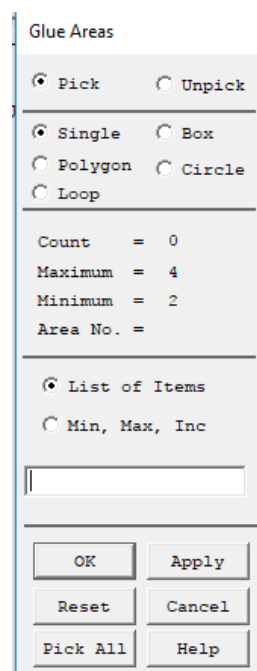 Glue Areas
Pick Unpick
Single Box
Polygon Circle
Loop
Count = 0
Maximum = 4
Minimum = 2
Area No. =
List of Items
Min, Max, Inc
OK Apply
Reset Cancel
Pick All Help